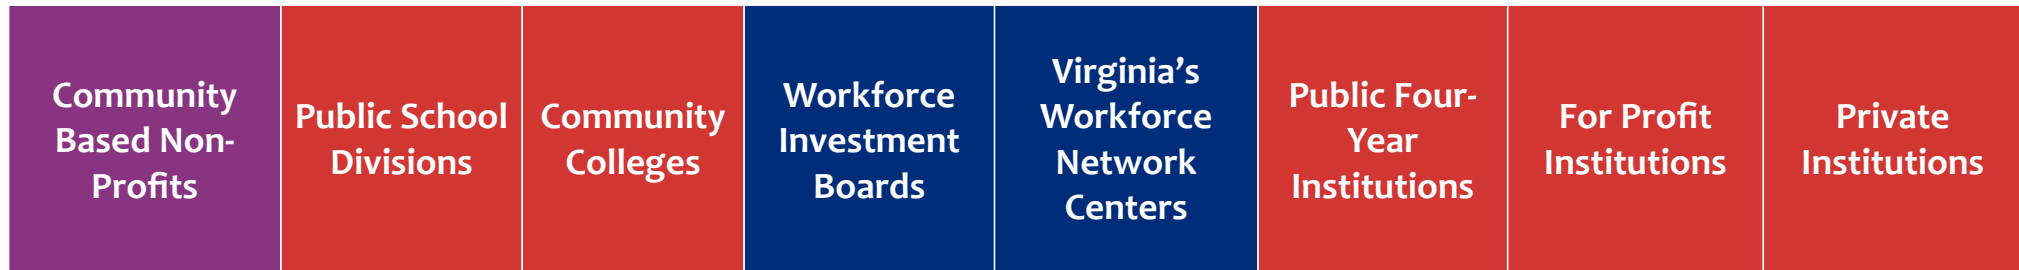 Community
Based Non-
Profits
Public School
Divisions
Community
Colleges
Workforce
Investment
Boards
Virginia’s
Workforce
Network
Centers
Public Four-
Year
Institutions
For Profit
Institutions
Private
Institutions